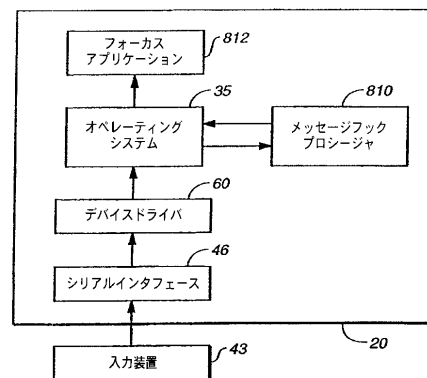 フォーカス
アプリケーション
812
35
810
オペレーティング
システム
メッセージフック
プロシージャ
60
デバイスドライバ
46
シリアルインタフェース
入力装置
43
20